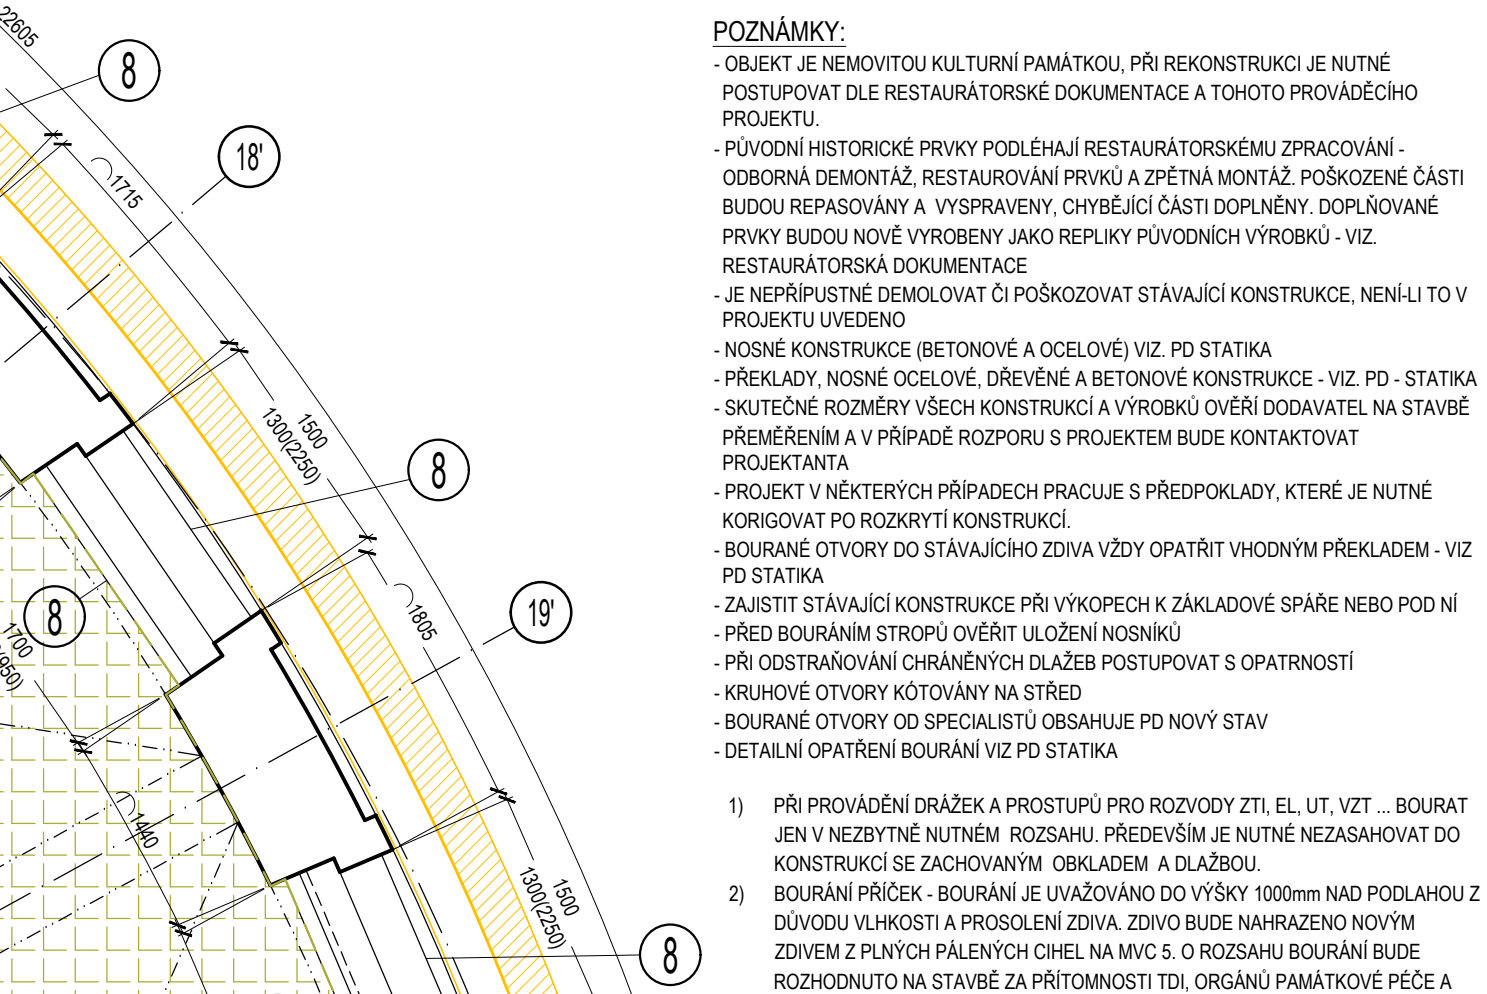 22605
8
18'
1715
1500
1300(2250)
8
8
1700
950)
1805
19'
1440
1500
1300(2250)
8
POZNÁMKY:
- OBJEKT JE NEMOVITOU KULTURNÍ PAMÁTKOU, PŘI REKONSTRUKCI JE NUTNÉ
POSTUPOVAT DLE RESTAURÁTORSKÉ DOKUMENTACE A TOHOTO PROVÁDĚCÍHO
PROJEKTU.
- PŮVODNÍ HISTORICKÉ PRVKY PODLÉHAJÍ RESTAURÁTORSKÉMU ZPRACOVÁNÍ -
ODBORNÁ DEMONTÁŽ, RESTAUROVÁNÍ PRVKŮ A ZPĚTNÁ MONTÁŽ. POŠKOZENÉ ČÁSTI
BUDOU REPASOVÁNY A VYSPRAVENY, CHYBĚJÍCÍ ČÁSTI DOPLNĚNY. DOPLŇOVANÉ
PRVKY BUDOU NOVĚ VYROBENY JAKO REPLIKY PŮVODNÍCH VÝROBKŮ - VIZ.
RESTAURÁTORSKÁ DOKUMENTACE
- JE NEPŘÍPUSTNÉ DEMOLOVAT ČI POŠKOZOVAT STÁVAJÍCÍ KONSTRUKCE, NENÍ-LI TO V
PROJEKTU UVEDENO
- NOSNÉ KONSTRUKCE (BETONOVÉ A OCELOVÉ) VIZ. PD STATIKA
- PŘEKLADY, NOSNÉ OCELOVÉ, DŘEVĚNÉ A BETONOVÉ KONSTRUKCE - VIZ. PD - STATIKA
- SKUTEČNÉ ROZMĚRY VŠECH KONSTRUKCÍ A VÝROBKŮ OVĚŘÍ DODAVATEL NA STAVBĚ
PŘEMĚŘENÍM A V PŘÍPADĚ ROZPORU S PROJEKTEM BUDE KONTAKTOVAT
PROJEKTANTA
- PROJEKT V NĚKTERÝCH PŘÍPADECH PRACUJE S PŘEDPOKLADY, KTERÉ JE NUTNÉ
KORIGOVAT PO ROZKRYTÍ KONSTRUKCÍ.
- BOURANÉ OTVORY DO STÁVAJÍCÍHO ZDIVA VŽDY OPATŘIT VHODNÝM PŘEKLADEM - VIZ
PD STATIKA
- ZAJISTIT STÁVAJÍCÍ KONSTRUKCE PŘI VÝKOPECH K ZÁKLADOVÉ SPÁŘE NEBO POD NÍ
- PŘED BOURÁNÍM STROPŮ OVĚŘIT ULOŽENÍ NOSNÍKŮ
- PŘI ODSTRAŇOVÁNÍ CHRÁNĚNÝCH DLAŽEB POSTUPOVAT S OPATRNOSTÍ
- KRUHOVÉ OTVORY KÓTOVÁNY NA STŘED
- BOURANÉ OTVORY OD SPECIALISTŮ OBSAHUJE PD NOVÝ STAV
- DETAILNÍ OPATŘENÍ BOURÁNÍ VIZ PD STATIKA
1) PŘI PROVÁDĚNÍ DRÁŽEK A PROSTUPŮ PRO ROZVODY ZTI, EL, UT, VZT ... BOURAT
JEN V NEZBYTNĚ NUTNÉM ROZSAHU. PŘEDEVŠÍM JE NUTNÉ NEZASAHOVAT DO
KONSTRUKCÍ SE ZACHOVANÝM OBKLADEM A DLAŽBOU.
2) BOURÁNÍ PŘÍČEK - BOURÁNÍ JE UVAŽOVÁNO DO VÝŠKY 1000mm NAD PODLAHOU Z
DŮVODU VLHKOSTI A PROSOLENÍ ZDIVA. ZDIVO BUDE NAHRAZENO NOVÝM
ZDIVEM Z PLNÝCH PÁLENÝCH CIHEL NA MVC 5. O ROZSAHU BOURÁNÍ BUDE
ROZHODNUTO NA STAVBĚ ZA PŘÍTOMNOSTI TDI, ORGÁNŮ PAMÁTKOVÉ PÉČE A